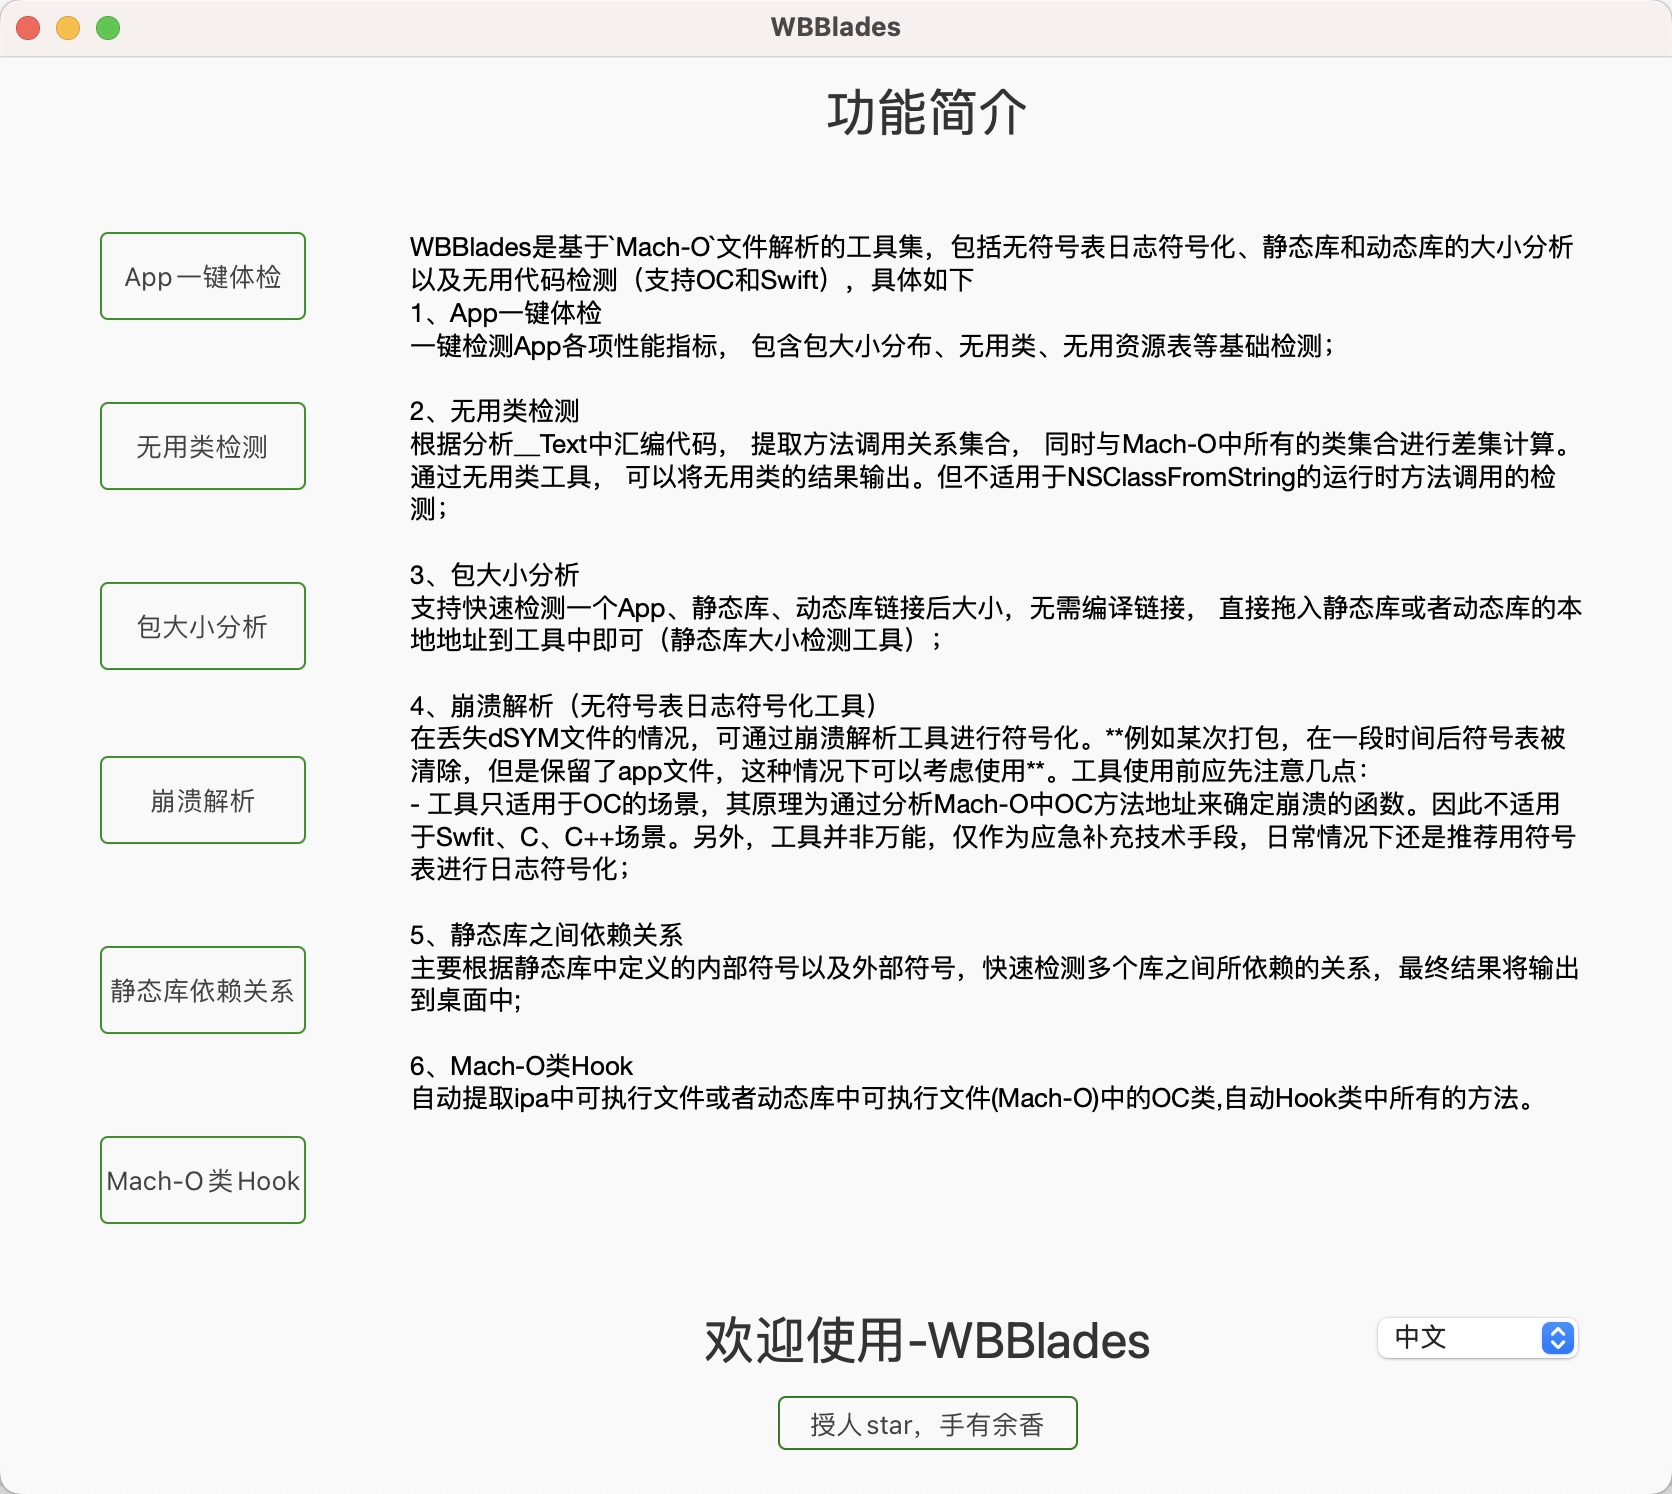 WBBlades
功能简介
App一键体检
无用类检测
包大小分析
崩溃解析
静态库依赖关系
Mach-O类Hook
WBBlades是基于`Mach-O`文件解析的工具集，包括无符号表日志符号化、静态库和动态库的大小分析
以及无用代码检测（支持OC和Swift），具体如下
1、App一键体检
一键检测App各项性能指标， 包含包大小分布、无用类、无用资源表等基础检测；
2、无用类检测
根据分析__Text中汇编代码， 提取方法调用关系集合， 同时与Mach-O中所有的类集合进行差集计算。
通过无用类工具， 可以将无用类的结果输出。但不适用于NSClassFromString的运行时方法调用的检
测；
3、包大小分析
支持快速检测一个App、静态库、动态库链接后大小，无需编译链接， 直接拖入静态库或者动态库的本
地地址到工具中即可（静态库大小检测工具）；
4、崩溃解析（无符号表日志符号化工具）
在丢失dSYM文件的情况，可通过崩溃解析工具进行符号化。**例如某次打包，在一段时间后符号表被
清除，但是保留了app文件，这种情况下可以考虑使用**。工具使用前应先注意几点：
- 工具只适用于OC的场景，其原理为通过分析Mach-O中OC方法地址来确定崩溃的函数。因此不适用
于Swfit、C、C++场景。另外，工具并非万能，仅作为应急补充技术手段，日常情况下还是推荐用符号
表进行日志符号化；
5、静态库之间依赖关系
主要根据静态库中定义的内部符号以及外部符号，快速检测多个库之间所依赖的关系，最终结果将输出
到桌面中;
6、Mach-O类Hook
自动提取ipa中可执行文件或者动态库中可执行文件(Mach-O)中的OC类,自动Hook类中所有的方法。
欢迎使用-WBBlades
中文
授人star，手有余香